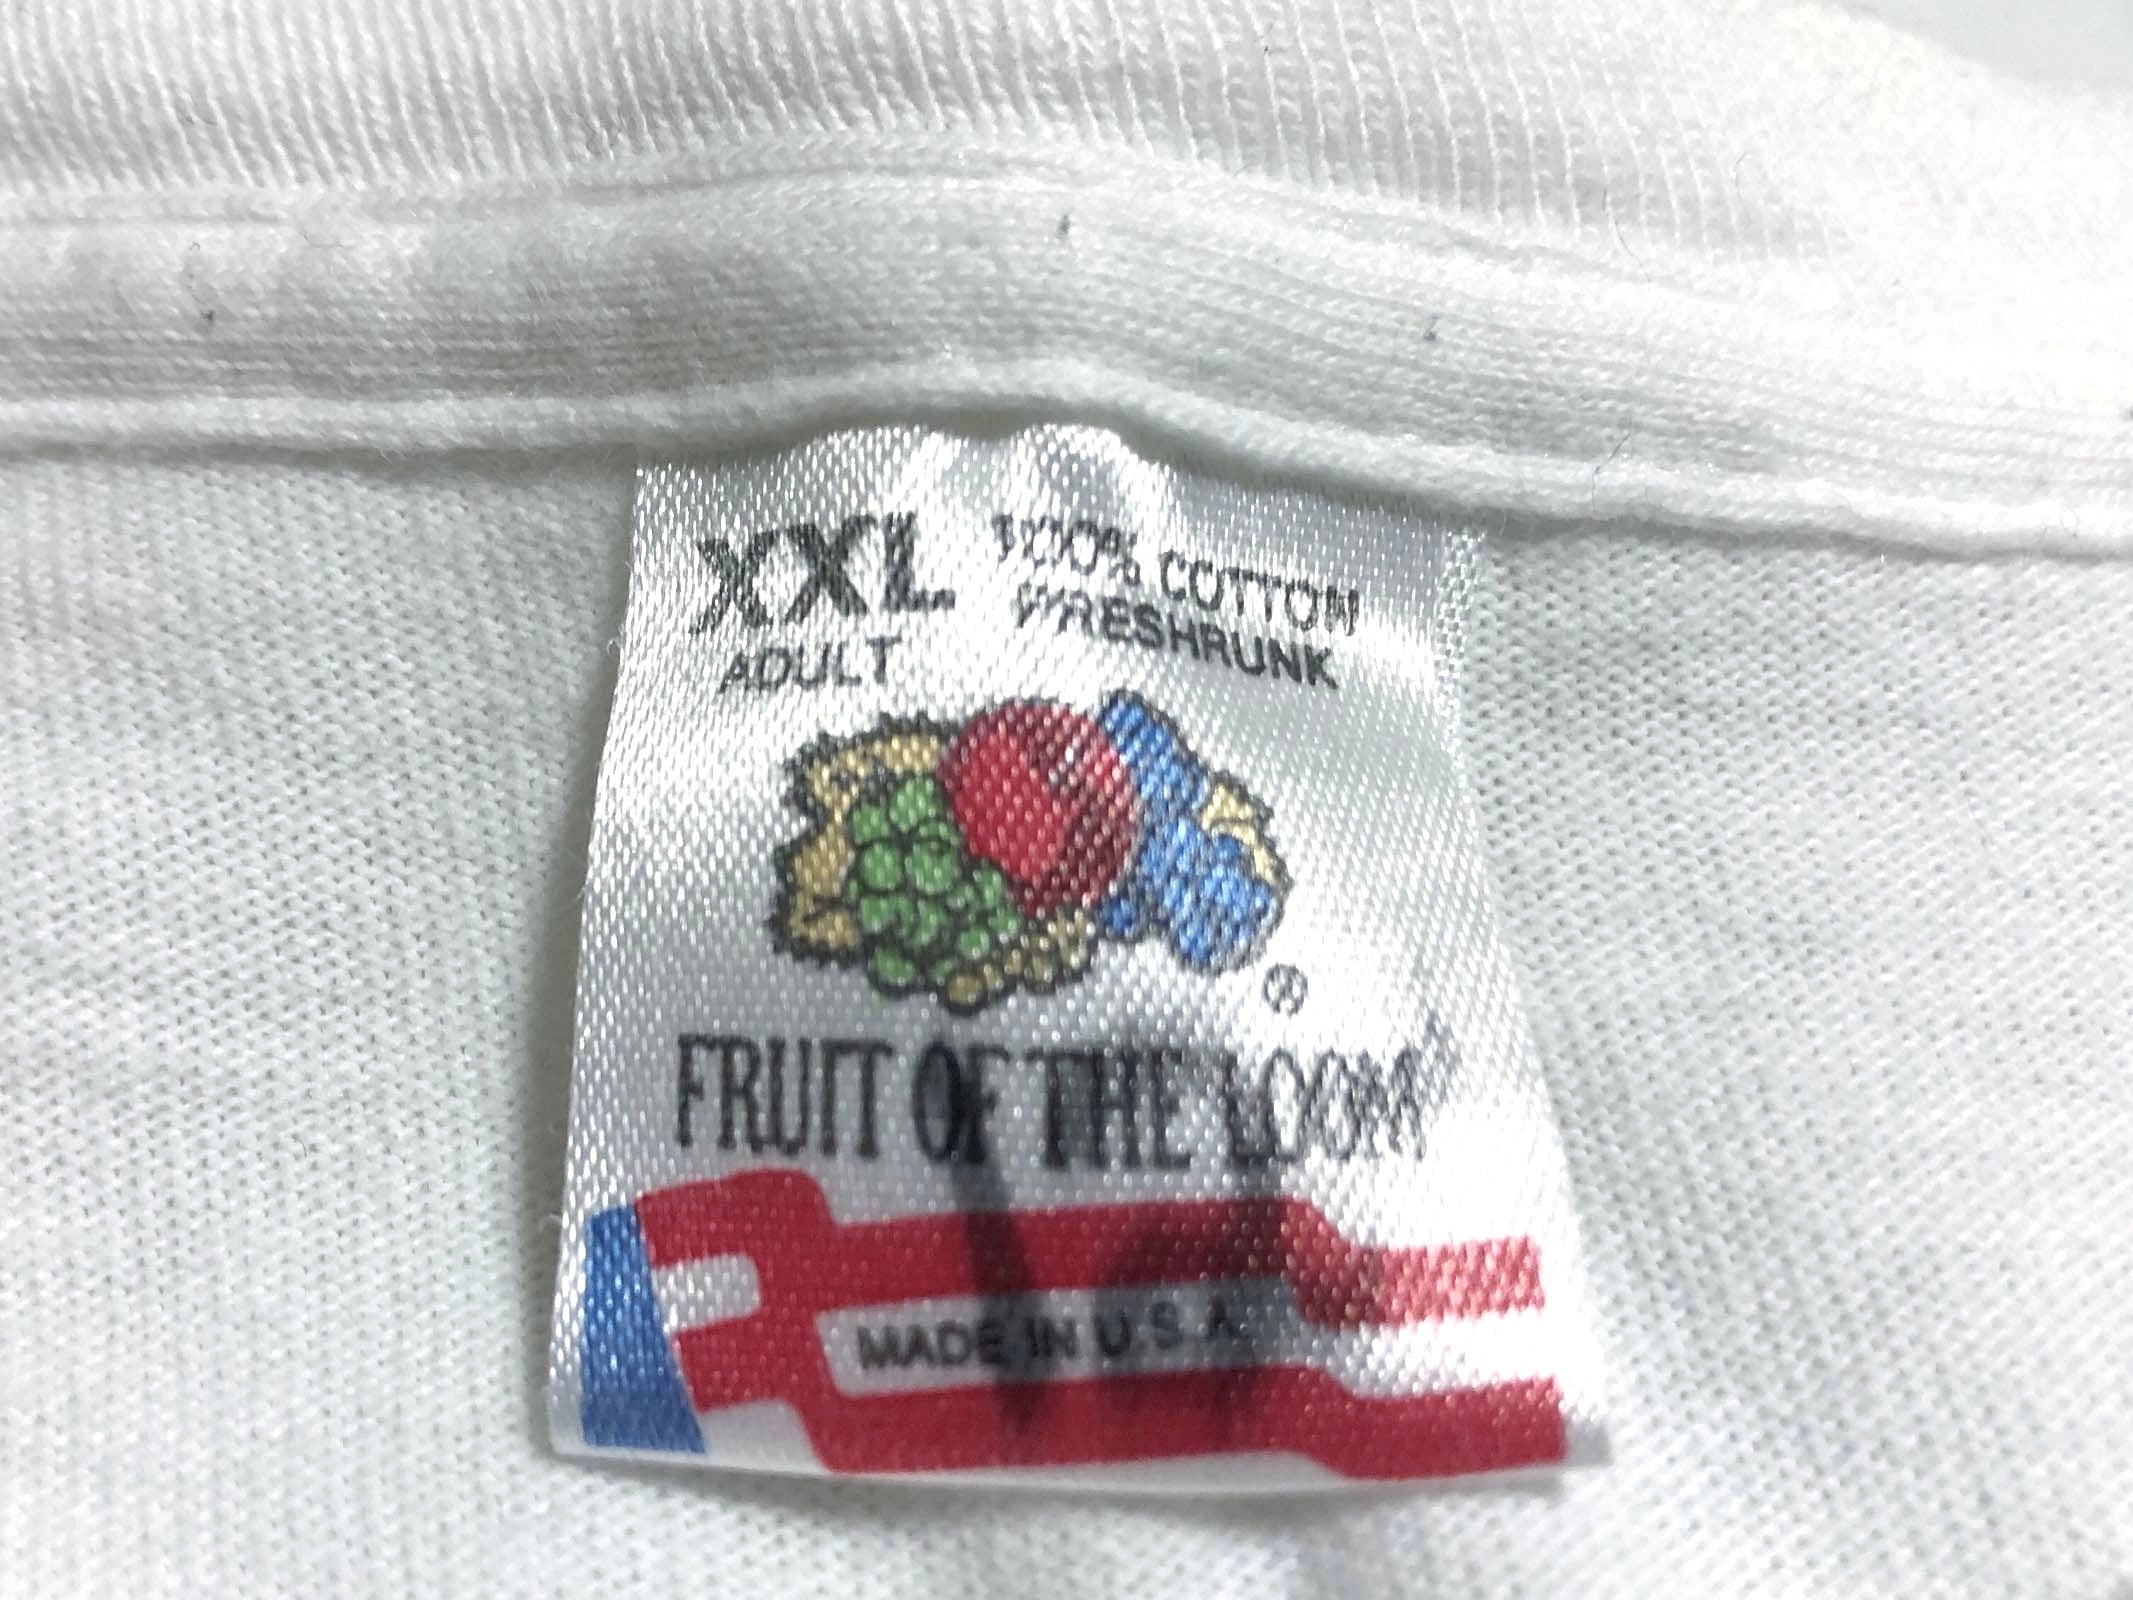 XXL 100% COTTON
ADULT PRESHRUNK
®
FRUIT OF THE LOOM
MADE IN U.S.A.